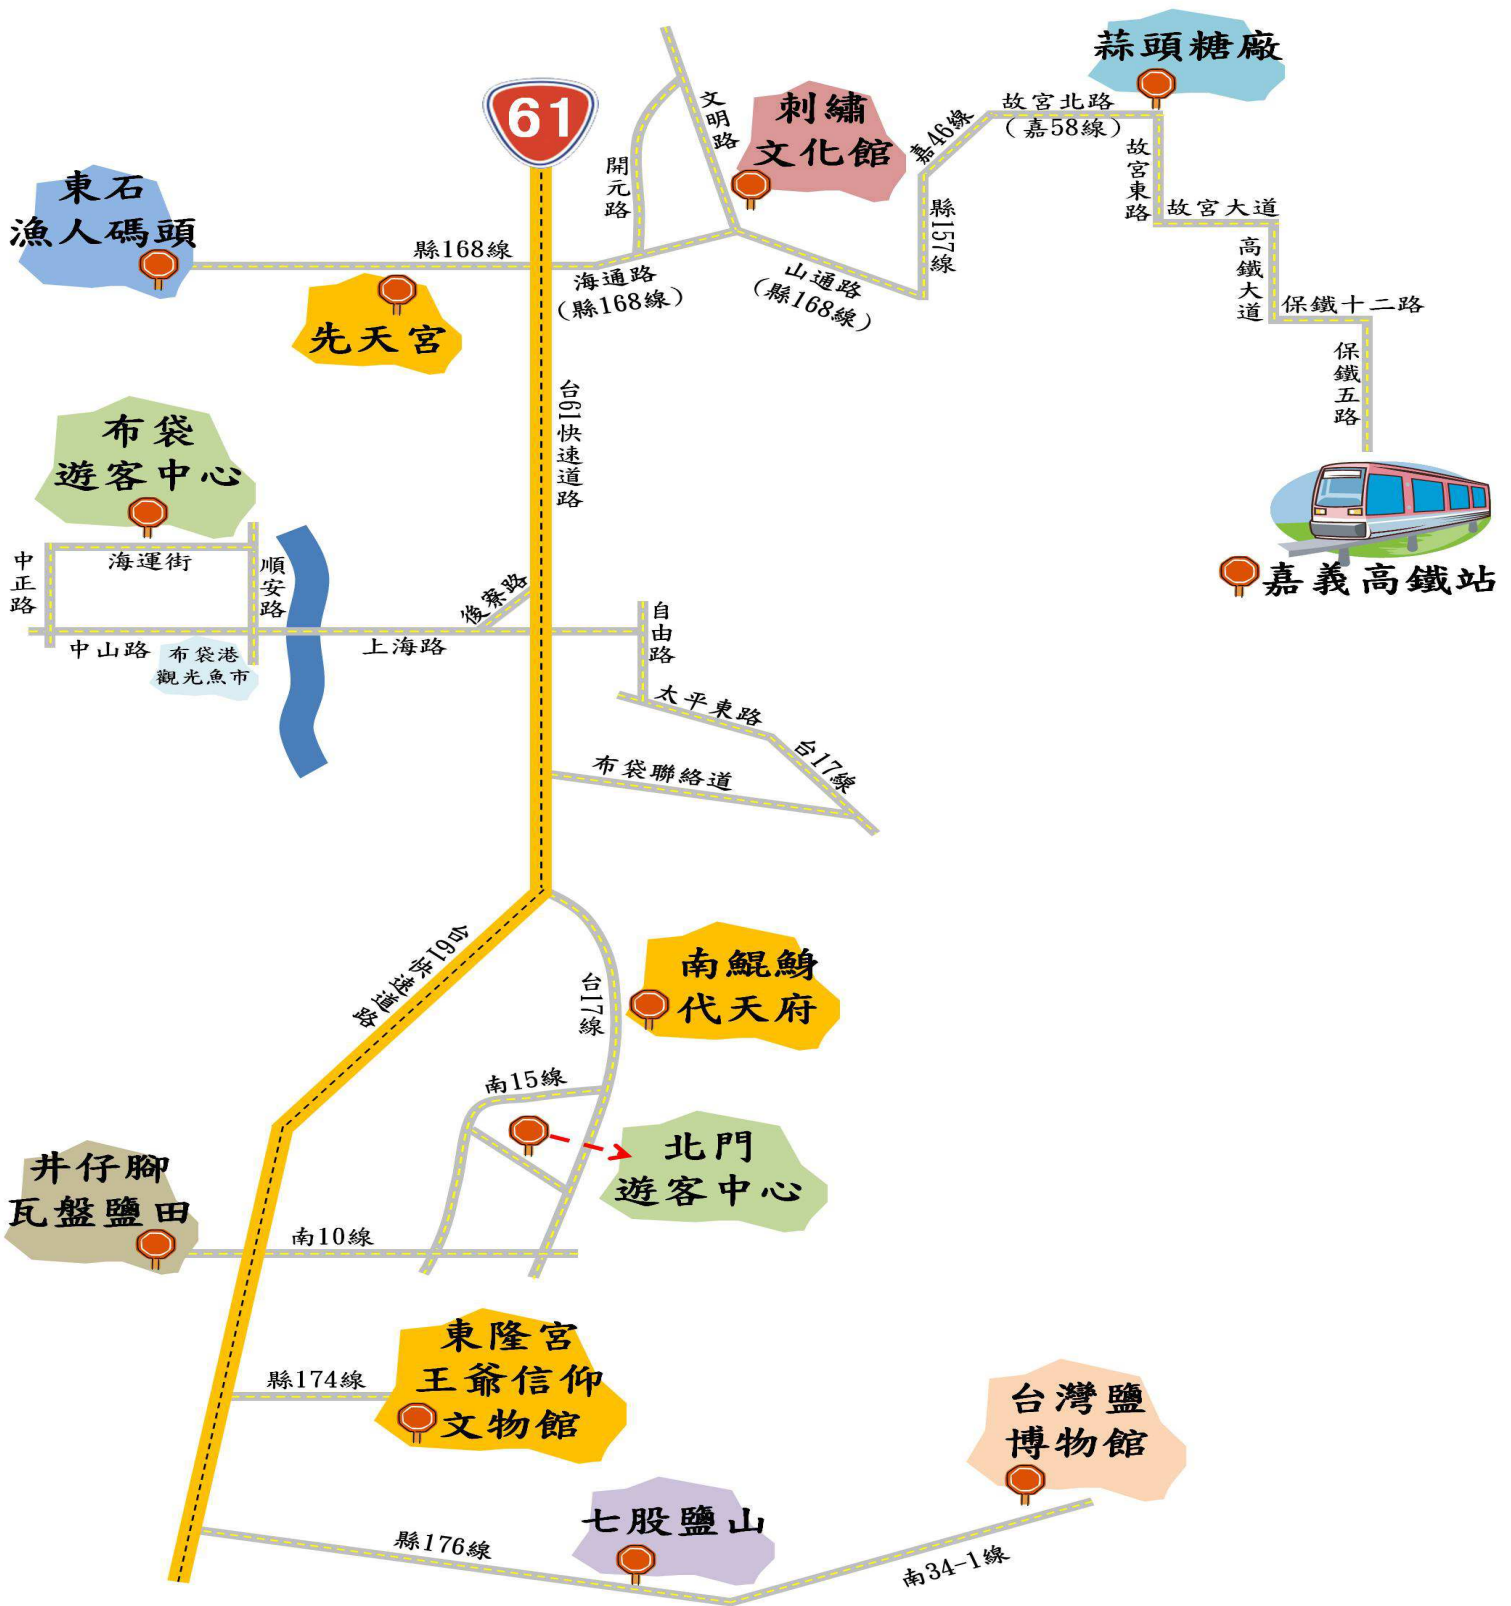 蒜頭糖廠
61
文明路
刺繡
文化館
嘉46線
故宮北路
(嘉58線)
故宮東路
開元路
東石
漁人碼頭
縣157線
故宮大道
縣168線
海通路
(縣168線)
山通路
(縣168線)
高鐵大道
保鐵十二路
先天宮
保鐵五路
台61快速道路
布袋
遊客中心
海運街
中正路
順安路
後寮路
自由路
嘉義高鐵站
中山路
布袋港
觀光魚市
上海路
太平東路
台17線
布袋聯絡道
台61快速道路
南鯤鯓
代天府
台17線
南15線
北門
遊客中心
井仔腳
瓦盤鹽田
南10線
東隆宮
王爺信仰
文物館
縣174線
台灣鹽
博物館
七股鹽山
縣176線
南34-1線